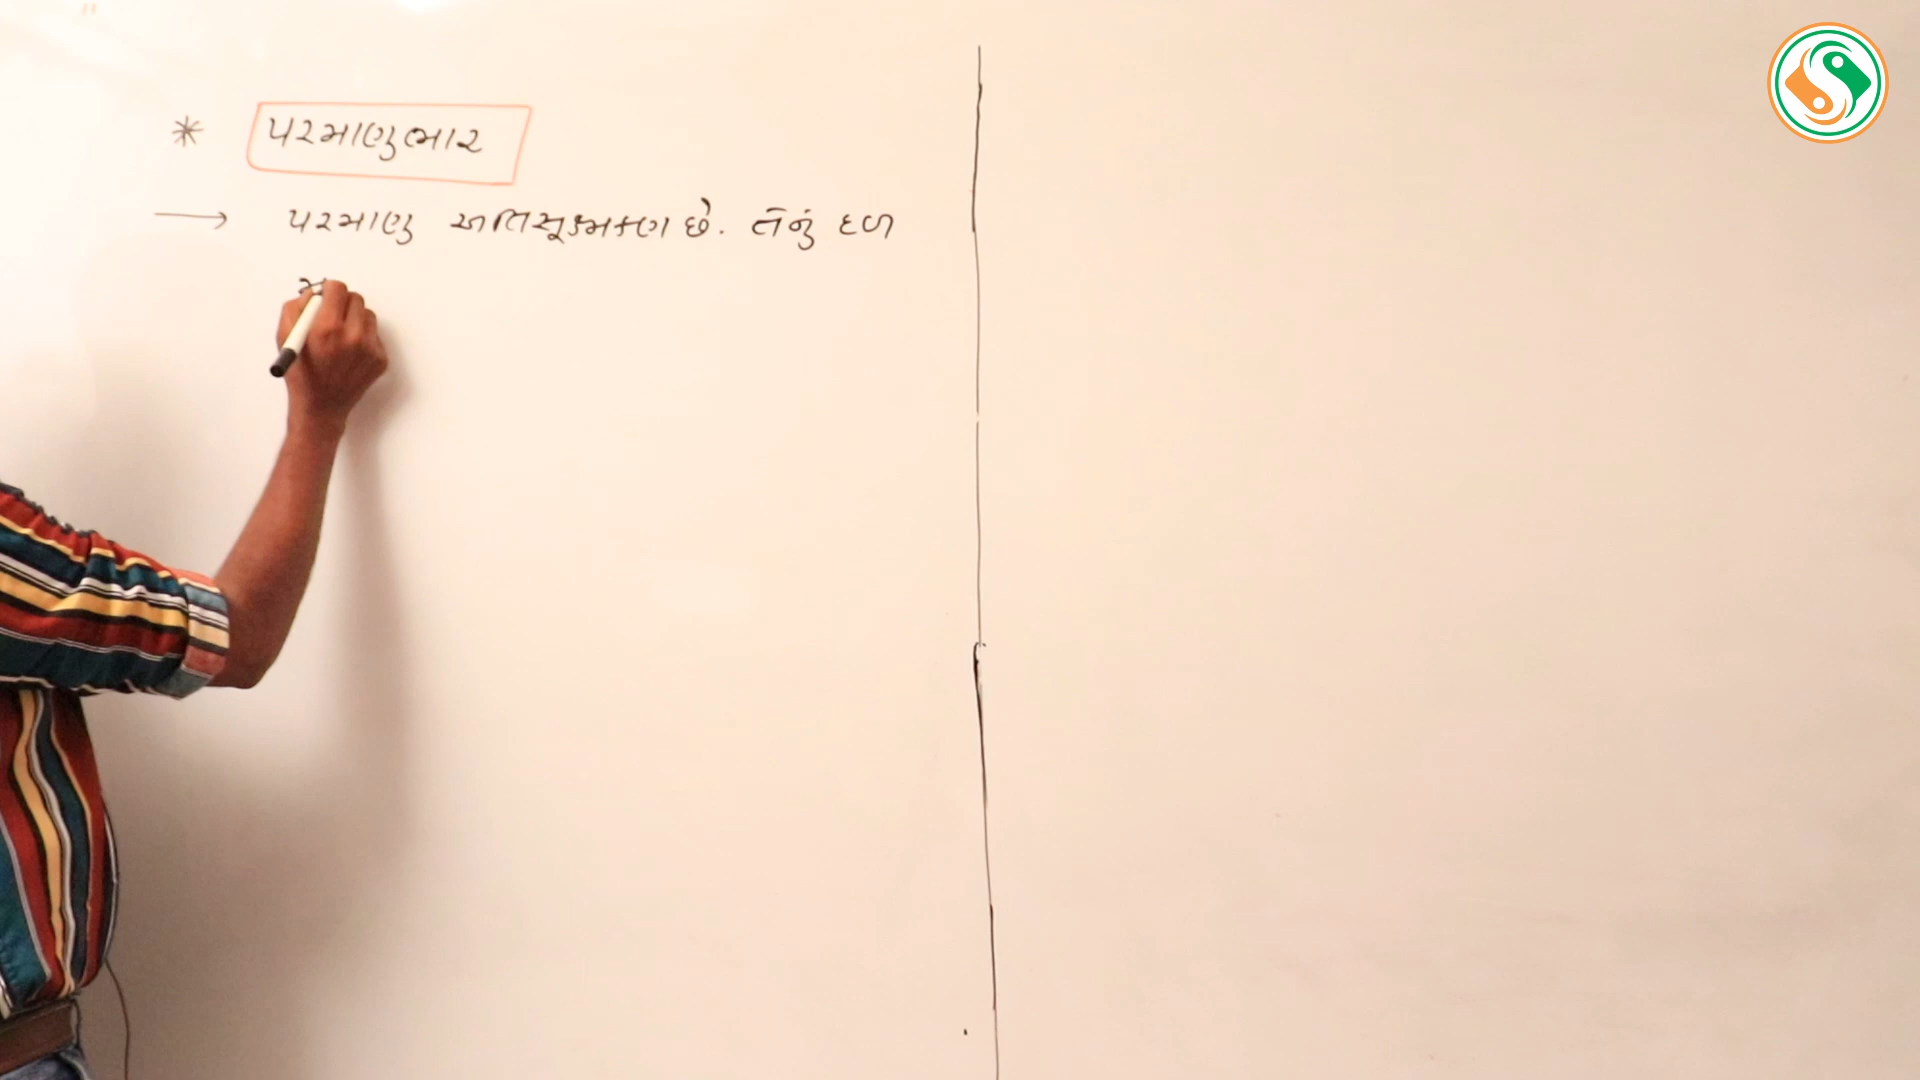 * પરમાણુભાર
→ પરમાણુ અતિસૂક્ષ્મકણ છે. તેનું દળ